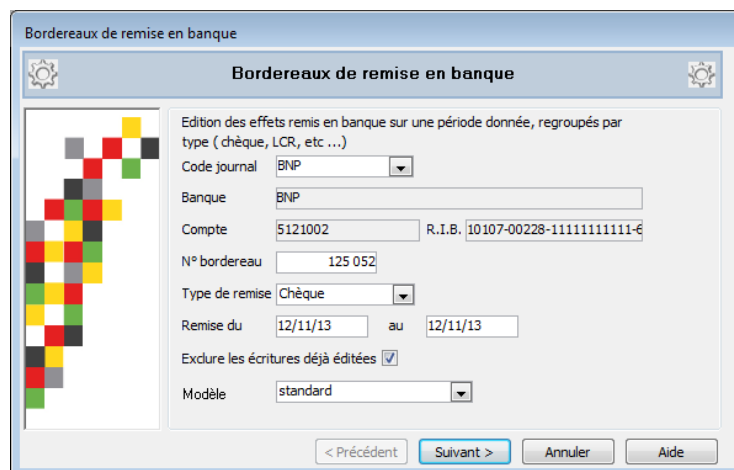 Bordereaux de remise en banque
Bordereaux de remise en banque
Edition des effets remis en banque sur une période donnée, regroupés par
type ( chèque, LCR, etc ...)
Code journal BNP
Banque BNP
Compte 5121002 R.I.B. 10107-00228-11111111111-6
N° bordereau 125 052
Type de remise Chèque
Remise du 12/11/13 au 12/11/13
Exclure les écritures déjà éditées
Modèle standard
< Précédent Suivant > Annuler Aide